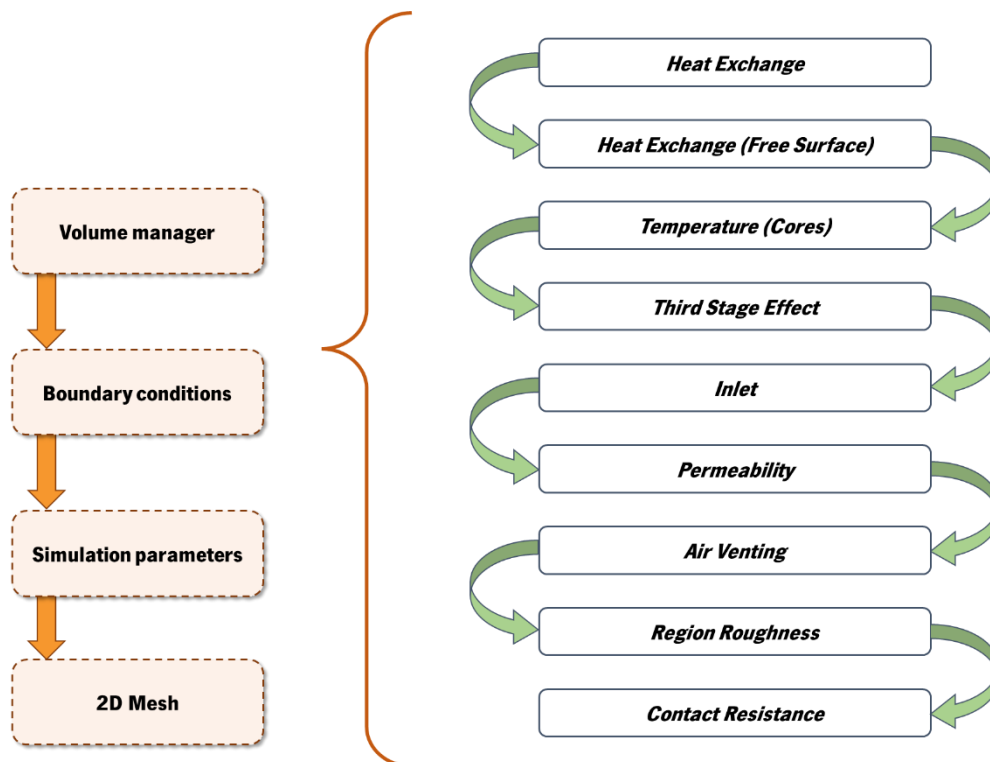 Volume manager
Boundary conditions
Simulation parameters
2D Mesh
Heat Exchange
Heat Exchange (Free Surface)
Temperature (Cores)
Third Stage Effect
Inlet
Permeability
Air Venting
Region Roughness
Contact Resistance